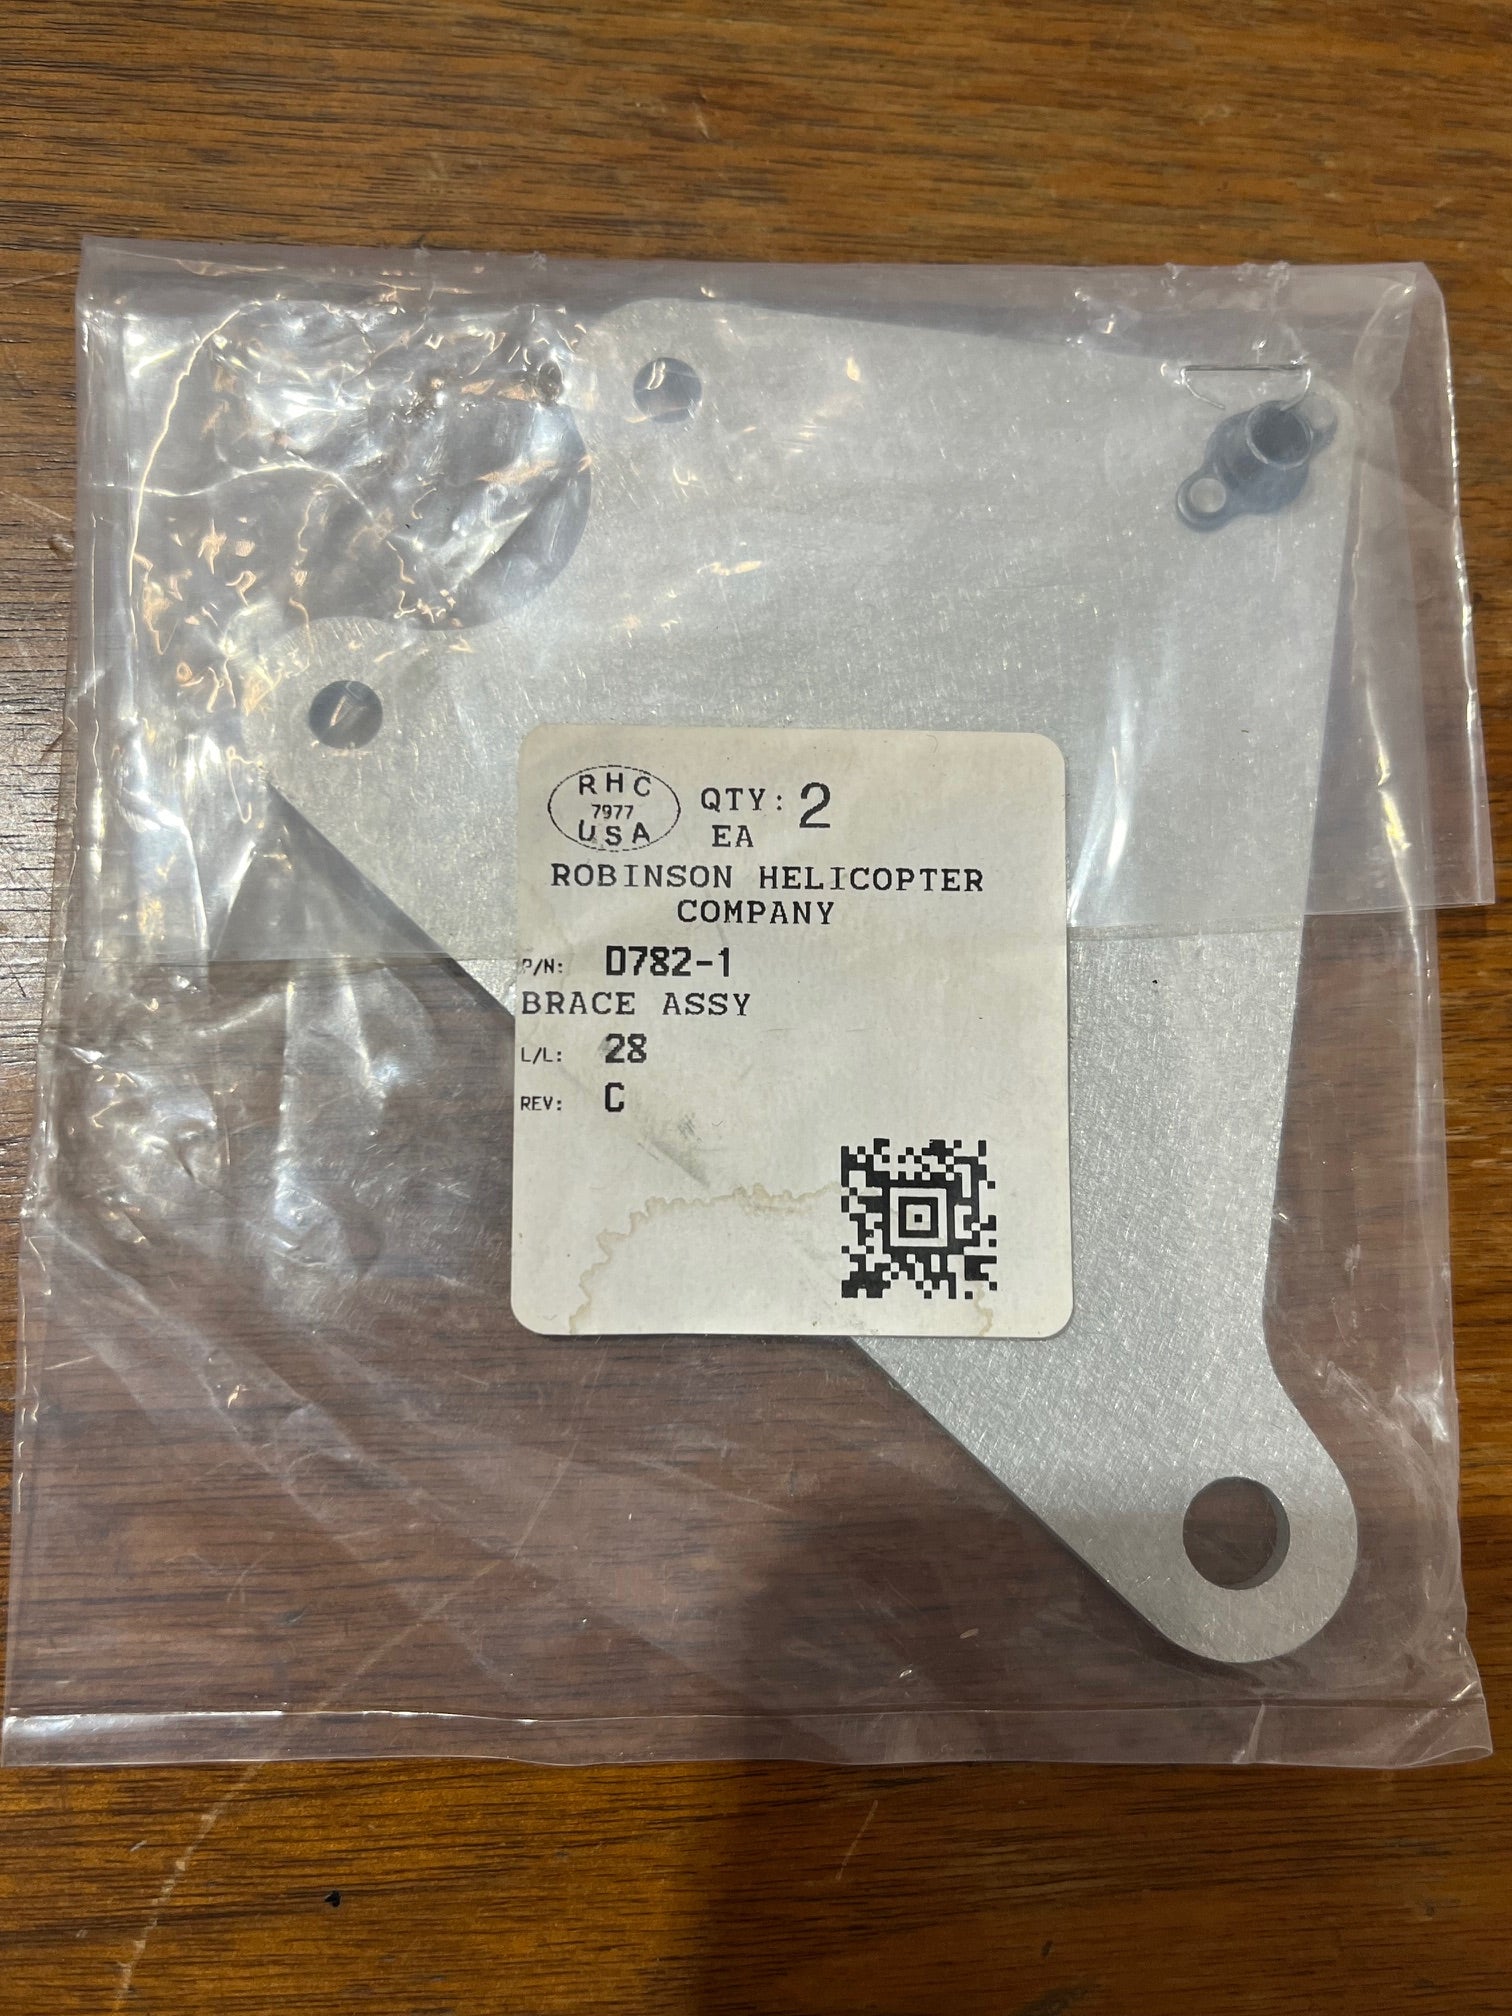 RHC
7977
USA
QTY: 2
EA
ROBINSON HELICOPTER
COMPANY
P/N: D782-1
BRACE ASSY
L/L: 28
REV: C